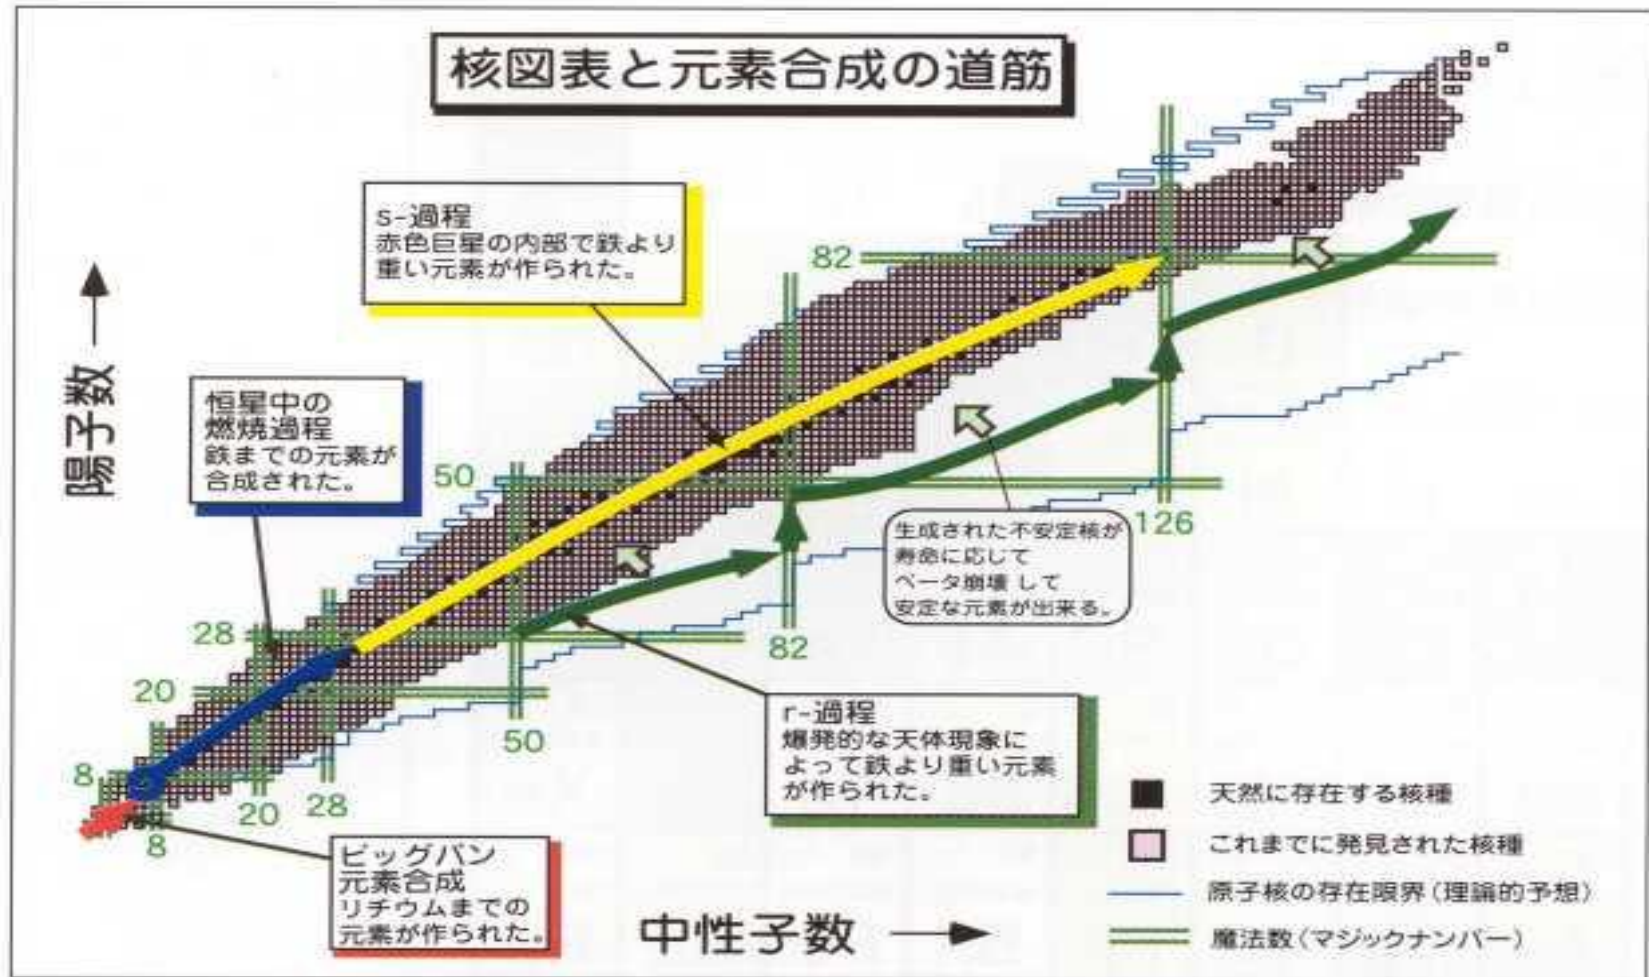 核図表と元素合成の道筋
s-過程
赤色巨星の内部で鉄より
重い元素が作られた。
82
陽子数
恒星中の
燃焼過程
鉄までの元素が
合成された。
50
126
生成された不安定核が
寿命に応じて
ベータ崩壊 して
安定な元素が出来る。
28
82
20
r-過程
爆発的な天体現象に
よって鉄より重い元素
が作られた。
50
8
20
28
8
天然に存在する核種
これまでに発見された核種
原子核の存在限界(理論的予想)
魔法数(マジックナンバー)
ビッグバン
元素合成
リチウムまでの
元素が作られた。
中性子数